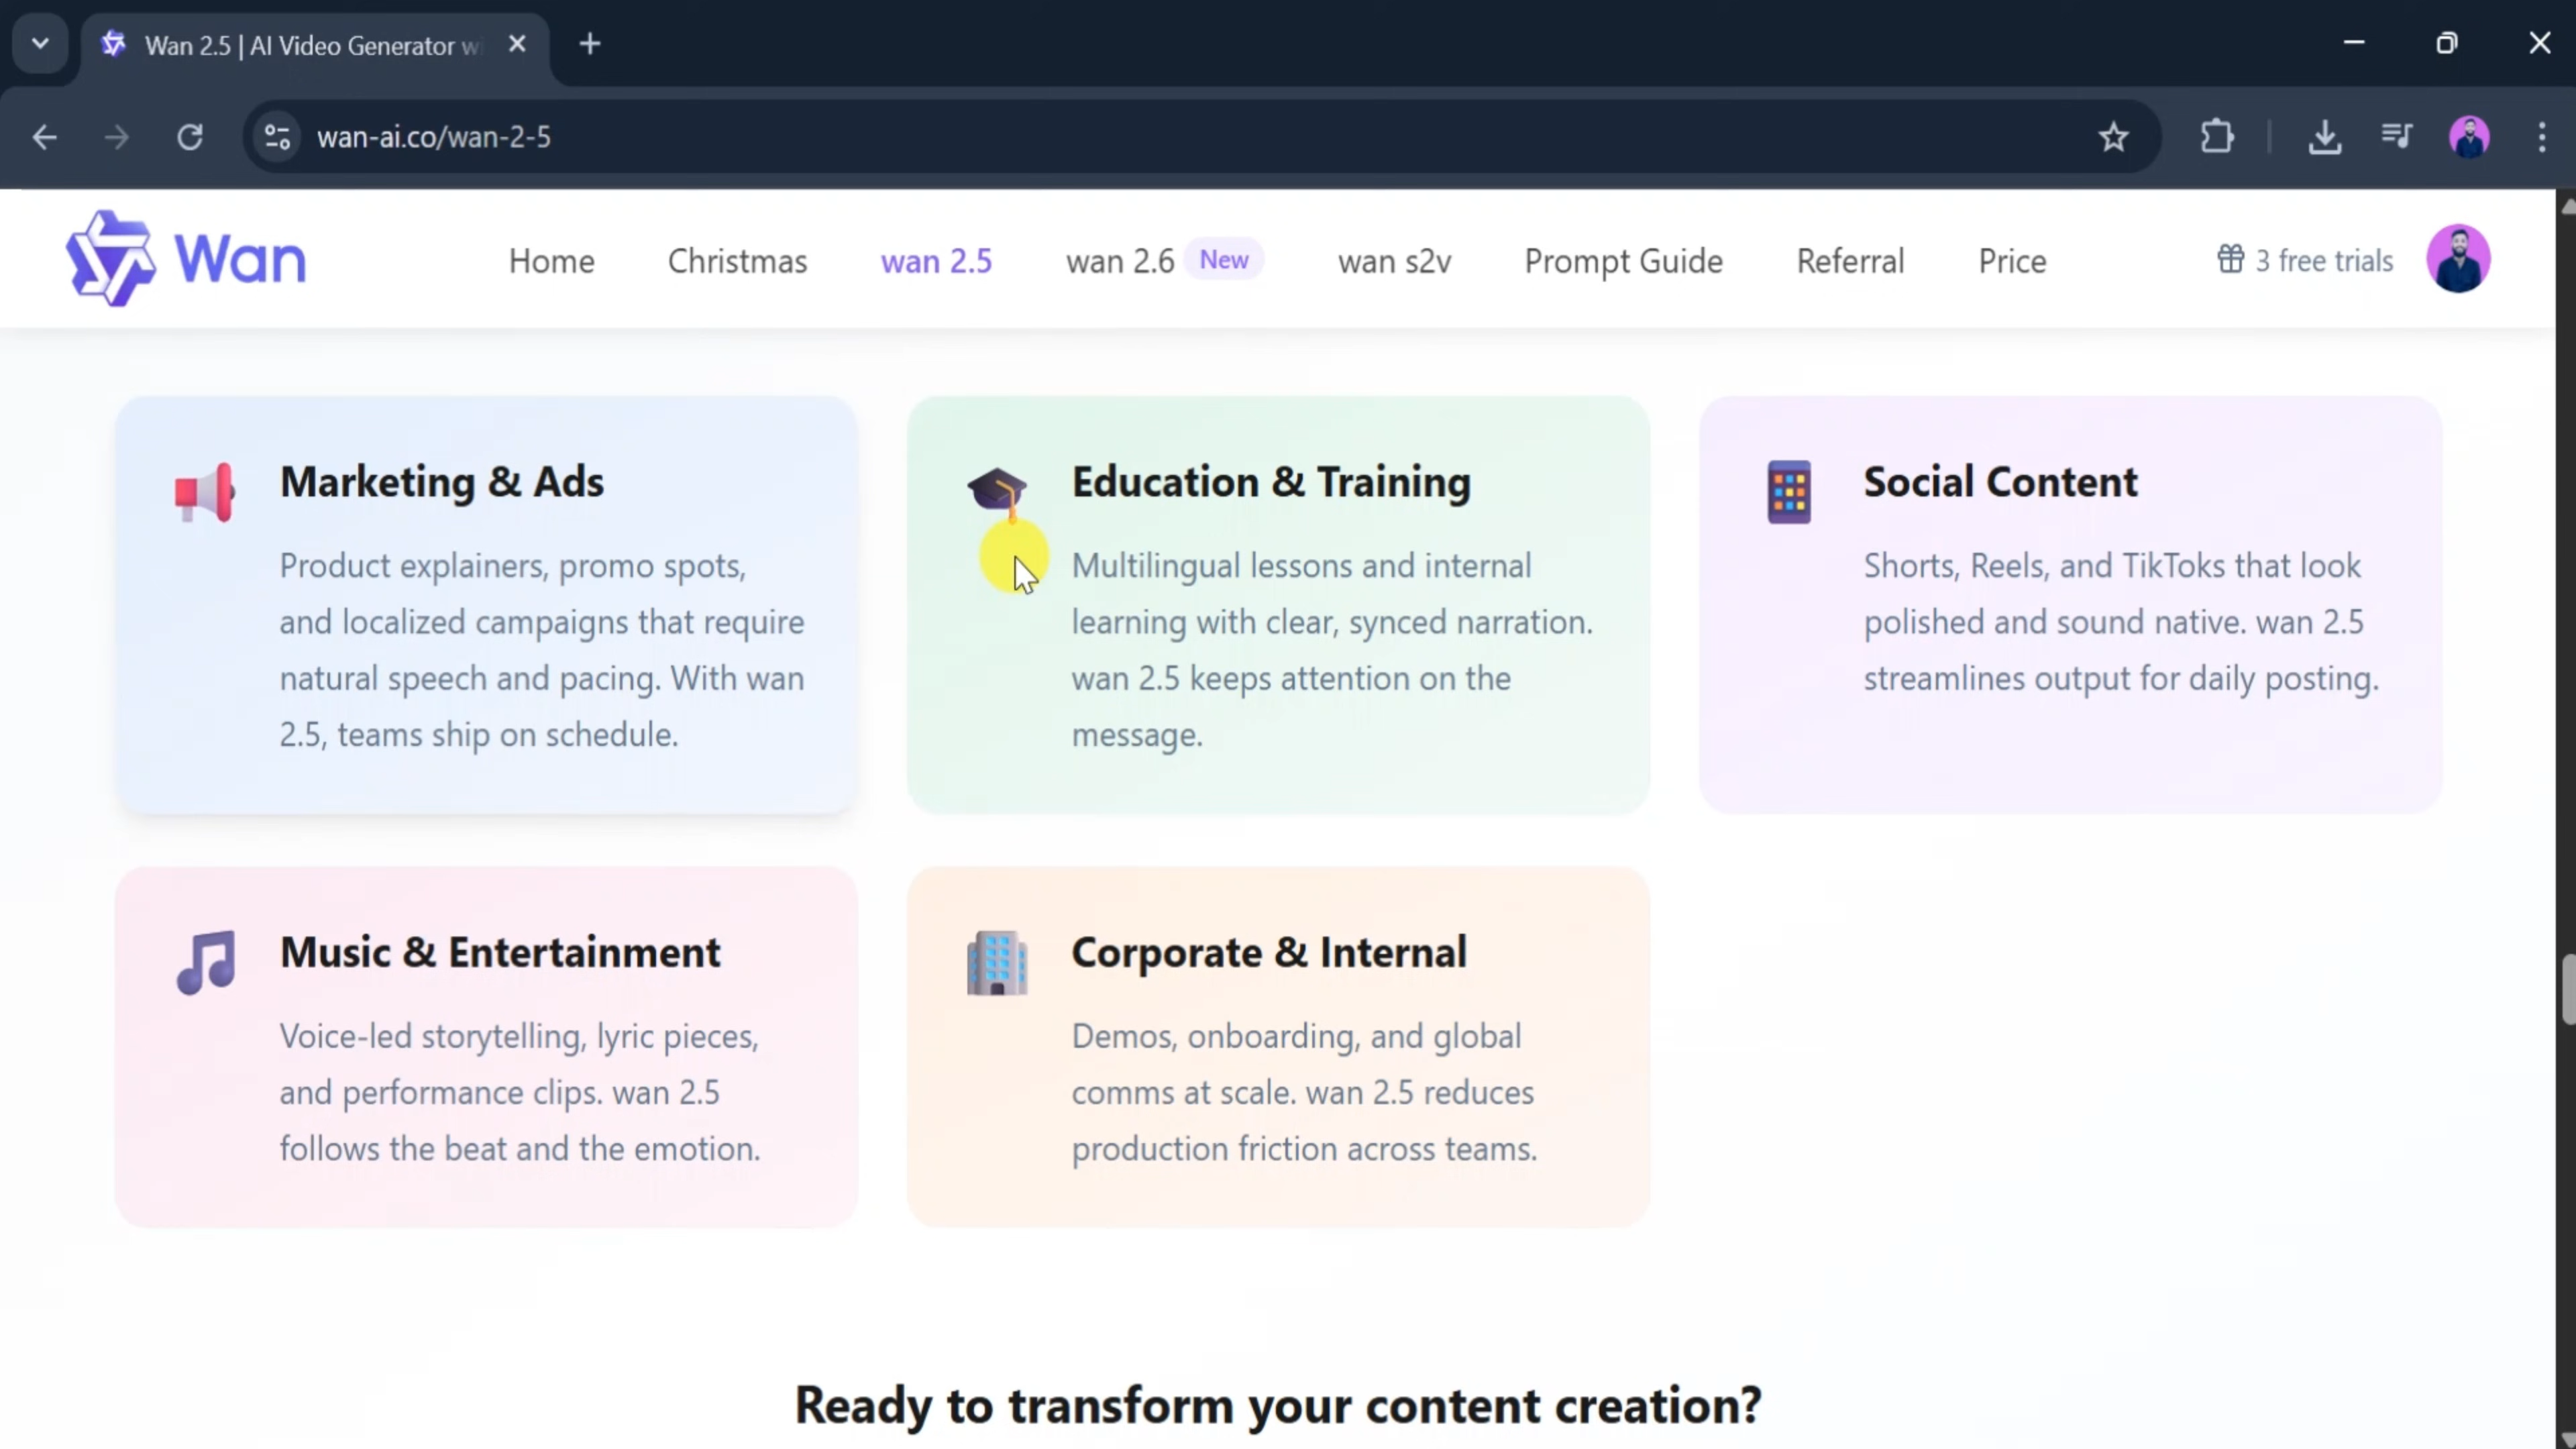 Wan 2.5 | AI Video Generator w
wan-ai.co/wan-2-5
Wan
Home
Christmas
wan 2.5
wan 2.6 New
wan s2v
Prompt Guide
Referral
Price
3 free trials
Marketing & Ads
Product explainers, promo spots,
and localized campaigns that require
natural speech and pacing. With wan
2.5, teams ship on schedule.
Education & Training
Multilingual lessons and internal
learning with clear, synced narration.
wan 2.5 keeps attention on the
message.
Social Content
Shorts, Reels, and TikToks that look
polished and sound native. wan 2.5
streamlines output for daily posting.
Music & Entertainment
Voice-led storytelling, lyric pieces,
and performance clips. wan 2.5
follows the beat and the emotion.
Corporate & Internal
Demos, onboarding, and global
comms at scale. wan 2.5 reduces
production friction across teams.
Ready to transform your content creation?